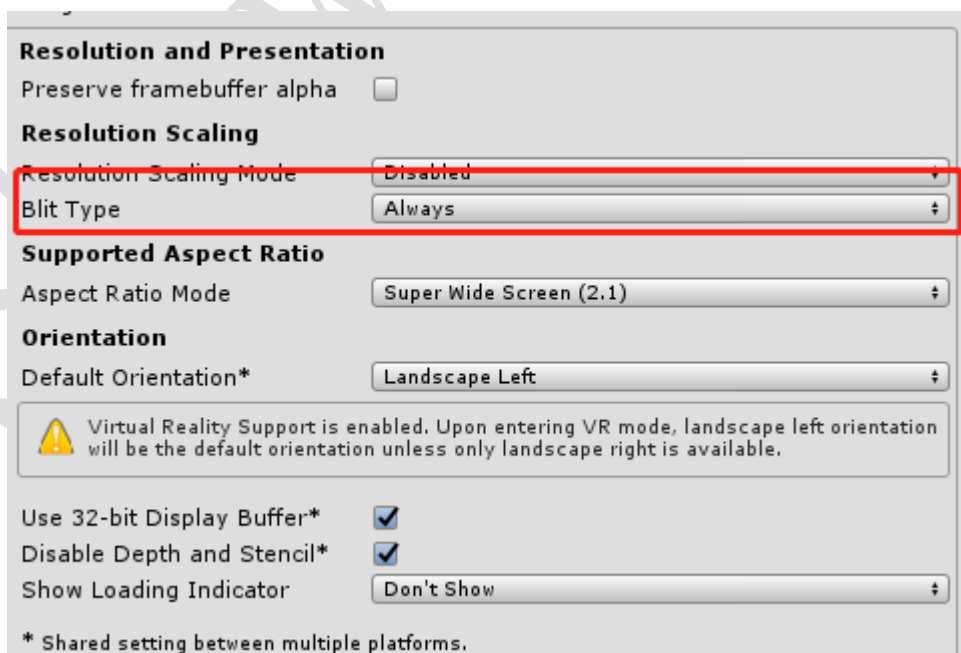 Resolution and Presentation
Preserve framebuffer alpha
Resolution Scaling
Resolution Scaling Mode Disabled
Blit Type Always
Supported Aspect Ratio
Aspect Ratio Mode Super Wide Screen (2.1)
Orientation
Default Orientation* Landscape Left
Virtual Reality Support is enabled. Upon entering VR mode, landscape left orientation
will be the default orientation unless only landscape right is available.
Use 32-bit Display Buffer*
Disable Depth and Stencil*
Show Loading Indicator Don't Show
* Shared setting between multiple platforms.